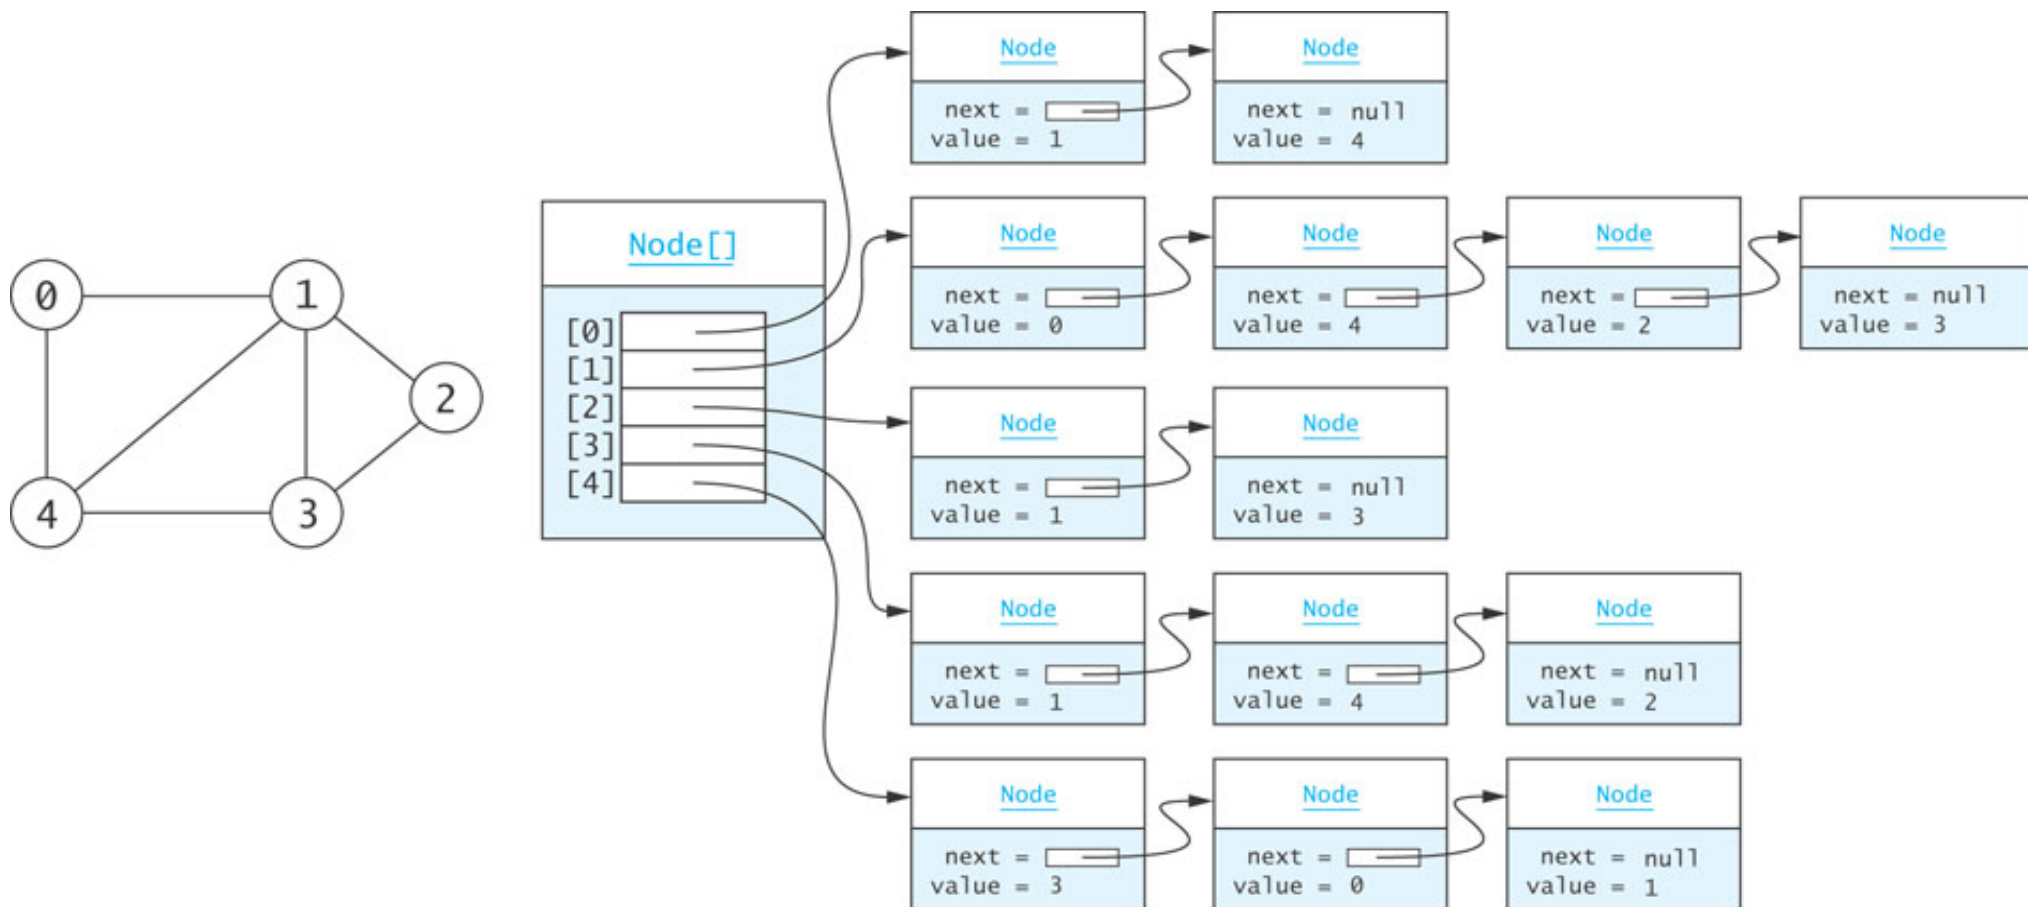 0
1
2
4
3
Node[]
[0]
[1]
[2]
[3]
[4]
Node
next =
value = 1
Node
next = null
value = 4
Node
next =
value = 0
Node
next =
value = 4
Node
next =
value = 2
Node
next = null
value = 3
Node
next =
value = 1
Node
next = null
value = 3
Node
next =
value = 1
Node
next =
value = 4
Node
next = null
value = 2
Node
next =
value = 3
Node
next =
value = 0
Node
next = null
value = 1